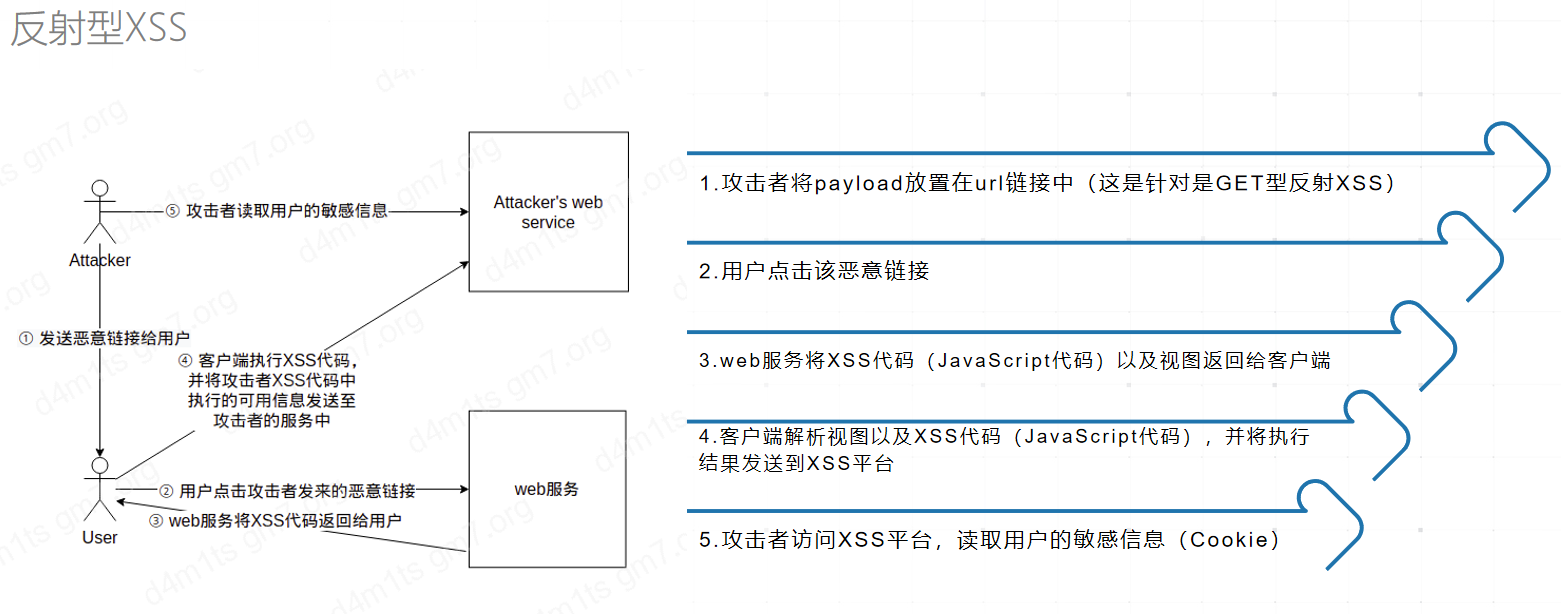 反射型XSS
⑤ 攻击者读取用户的敏感信息
Attacker's web
service
Attacker
① 发送恶意链接给用户
④ 客户端执行XSS代码，
并将攻击者XSS代码中
执行的可用信息发送至
攻击者的服务中
② 用户点击攻击者发来的恶意链接
web服务
③ web服务将XSS代码返回给用户
User
1.攻击者将payload放置在url链接中（这是针对是GET型反射XSS）
2.用户点击该恶意链接
3.web服务将XSS代码（JavaScript代码）以及视图返回给客户端
4.客户端解析视图以及XSS代码（JavaScript代码），并将执行
结果发送到XSS平台
5.攻击者访问XSS平台，读取用户的敏感信息（Cookie）
d4m1ts gm7.org